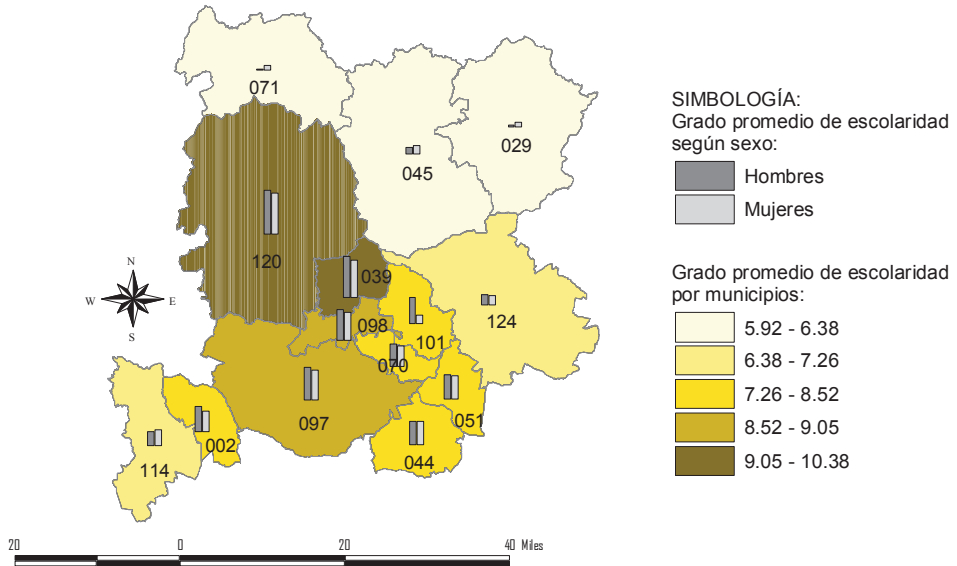 071
045
029
120
039
124
098
101
070
097
051
002
044
114
N
W E
S
SIMBOLOGÍA:
Grado promedio de escolaridad
según sexo:
Hombres
Mujeres
Grado promedio de escolaridad
por municipios:
5.92 - 6.38
6.38 - 7.26
7.26 - 8.52
8.52 - 9.05
9.05 - 10.38
20 0 20 40 Miles